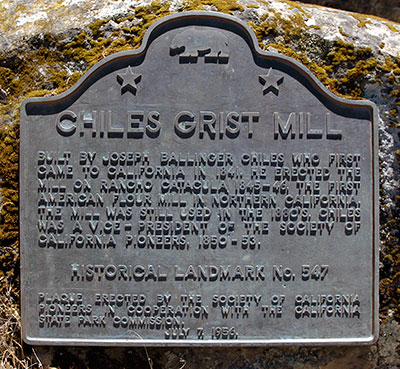 CHILES GRIST MILL
BUILT BY JOSEPH BALLINGER CHILES WHO FIRST
CAME TO CALIFORNIA IN 1841. HE ERECTED THE
MILL ON RANCHO CATACULA 1845-46. THE FIRST
AMERICAN FLOUR MILL IN NORTHERN CALIFORNIA.
THE MILL WAS STILL USED IN THE 1880'S. CHILES
WAS A VICE-PRESIDENT OF THE SOCIETY OF
CALIFORNIA PIONEERS, 1850-53.
HISTORICAL LANDMARK No. 547
PLAQUE ERECTED BY THE SOCIETY OF CALIFORNIA
PIONEERS IN COOPERATION WITH THE CALIFORNIA
STATE PARK COMMISSION.
JULY 7, 1956.